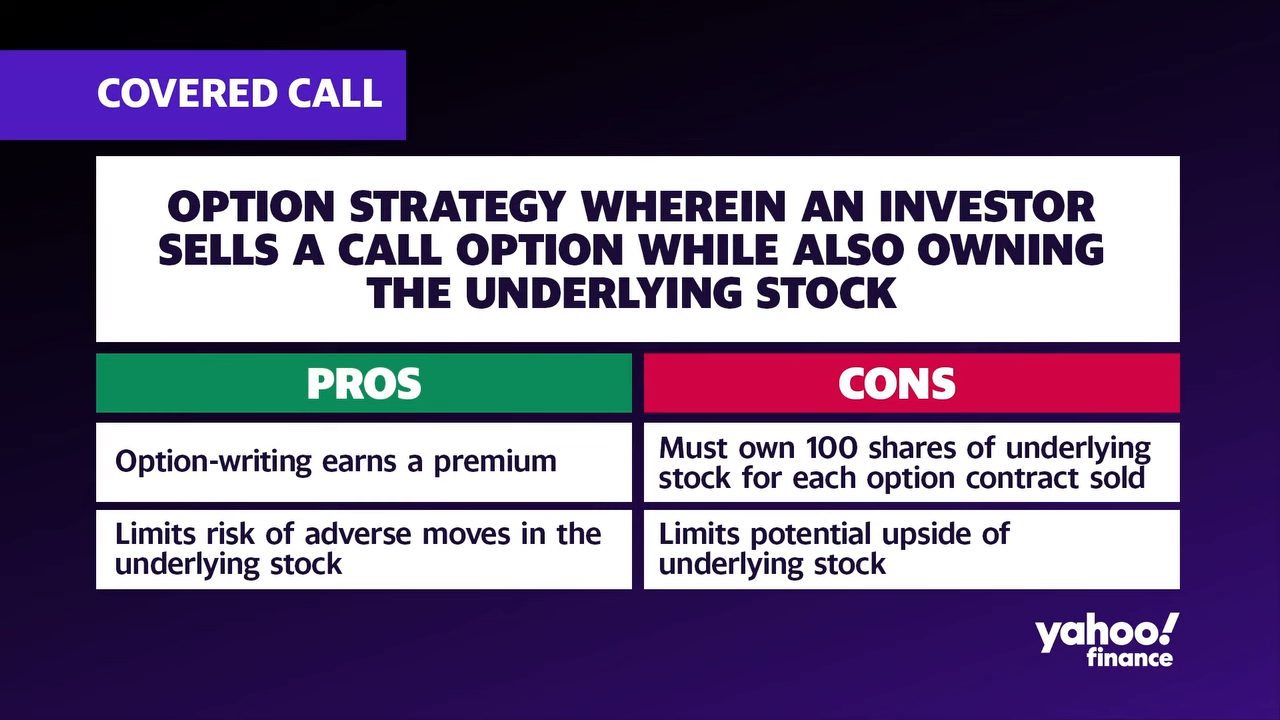 COVERED CALL
OPTION STRATEGY WHEREIN AN INVESTOR
SELLS A CALL OPTION WHILE ALSO OWNING
THE UNDERLYING STOCK
PROS
CONS
Option-writing earns a premium
Must own 100 shares of underlying
stock for each option contract sold
Limits risk of adverse moves in the
underlying stock
Limits potential upside of
underlying stock
yahoo!
finance